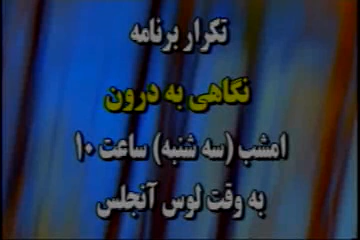 تکرار برنامه
نگاهی به درون
امشب (سه شنبه) ساعت ۱۰
به وقت لوس آنجلس